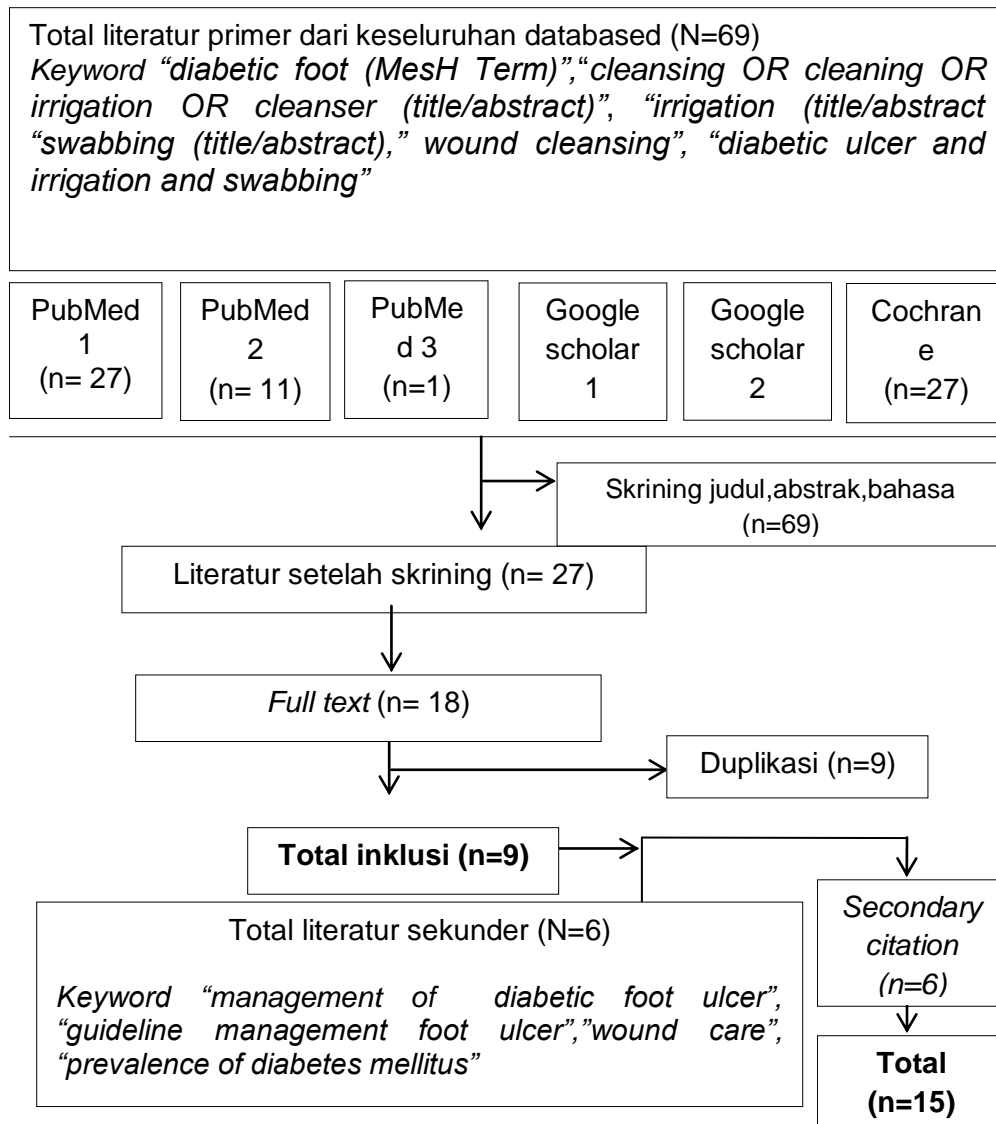 Total literatur primer dari keseluruhan databased (N=69)
Keyword “diabetic foot (MesH Term)”,“cleansing OR cleaning OR
irrigation OR cleanser (title/abstract)”, “irrigation (title/abstract
“swabbing (title/abstract),” wound cleansing”, “diabetic ulcer and
irrigation and swabbing”
PubMed
1
(n= 27)
PubMed
2
(n= 11)
PubMe
d 3
(n=1)
Google
scholar
1
Google
scholar
2
Cochran
e
(n=27)
Skrining judul,abstrak,bahasa
(n=69)
Literatur setelah skrining (n= 27)
Full text (n= 18)
Duplikasi (n=9)
Total inklusi (n=9)
Total literatur sekunder (N=6)
Keyword “management of diabetic foot ulcer”,
“guideline management foot ulcer”,”wound care”,
“prevalence of diabetes mellitus”
Secondary
citation
(n=6)
Total
(n=15)